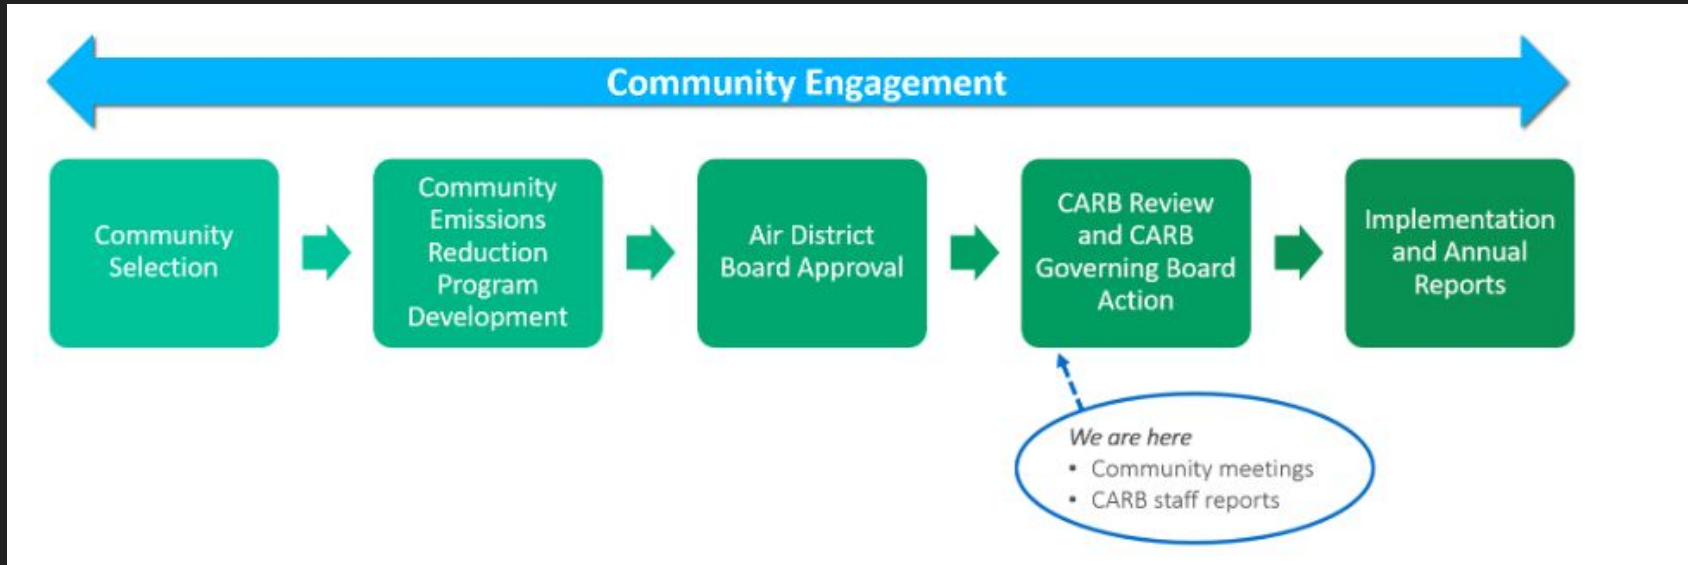 Community Engagement
Community
Selection
Community
Emissions
Reduction
Program
Development
Air District
Board Approval
CARB Review
and CARB
Governing Board
Action
Implementation
and Annual
Reports
We are here
• Community meetings
• CARB staff reports